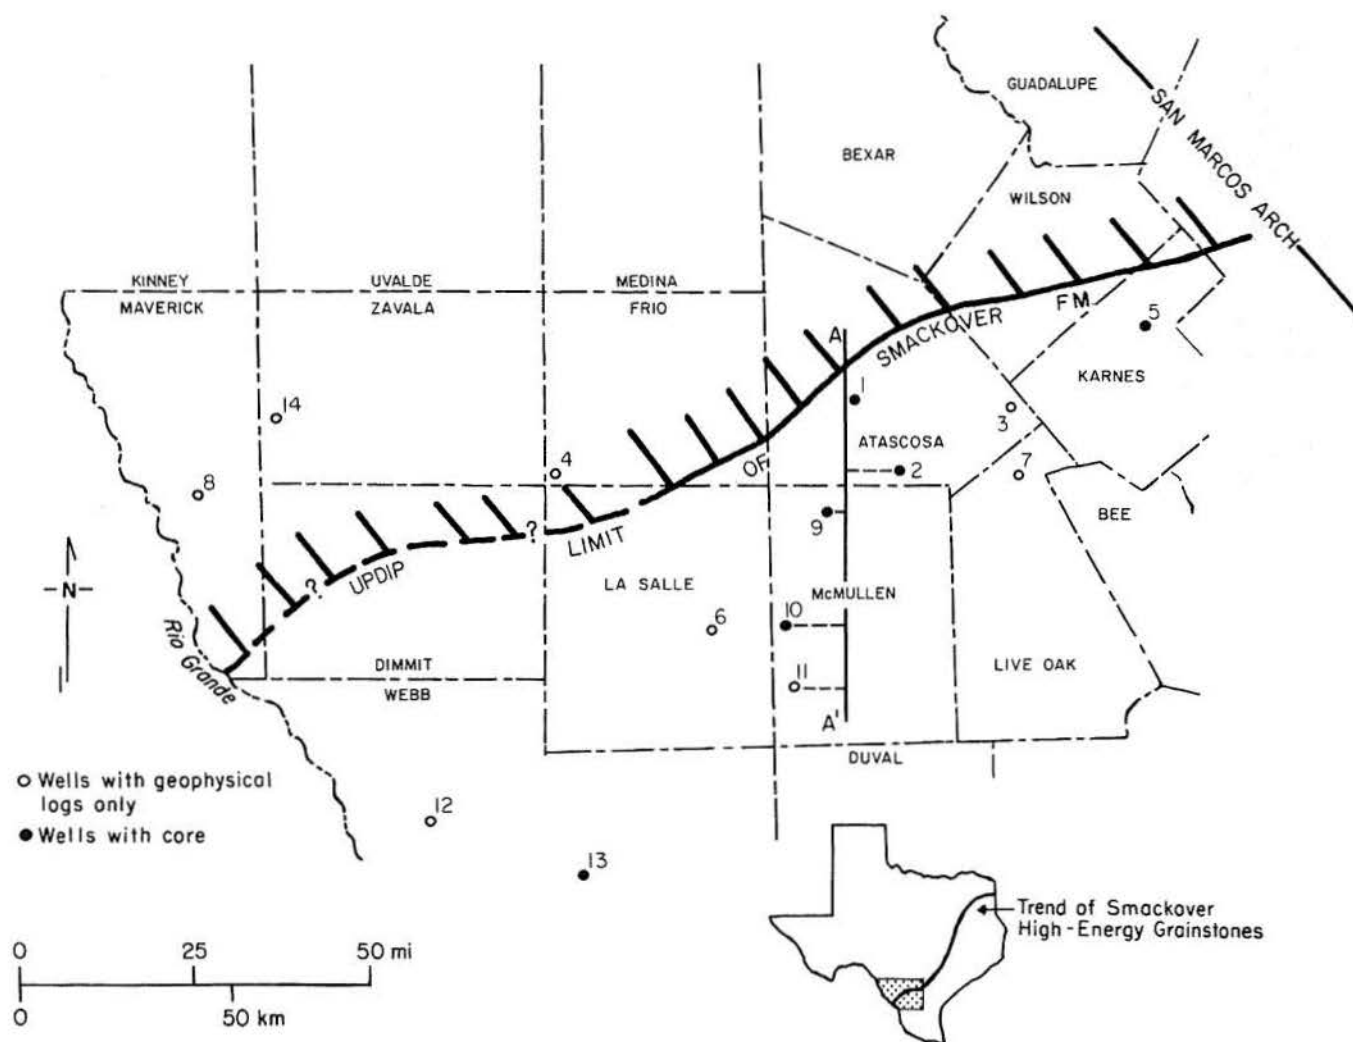 GUADALUPE
SAN MARCOS ARCH
BEXAR
WILSON
KINNEY
UVALDE
MEDINA
MAVERICK
ZAVALA
FRIO
A
SMACKOVER
FM
5
KARNES
1
14
3
ATASCOSA
OF
4
2
7
8
9
BEE
?
LIMIT
N
?
UPDIP
LA SALLE
McMULLEN
6
10
Rio Grande
DIMMIT
WEBB
11
LIVE OAK
A'
DUVAL
Wells with geophysical
logs only
Wells with core
12
13
Trend of Smackover
High-Energy Grainstones
0
25
50 mi
0
50 km